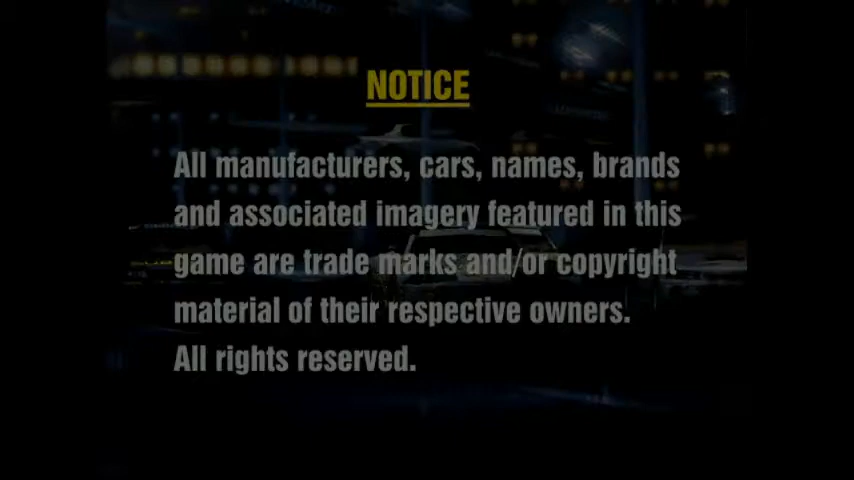 NOTICE
All manufacturers, cars, names, brands
and associated imagery featured in this
game are trade marks and/or copyright
material of their respective owners.
All rights reserved.